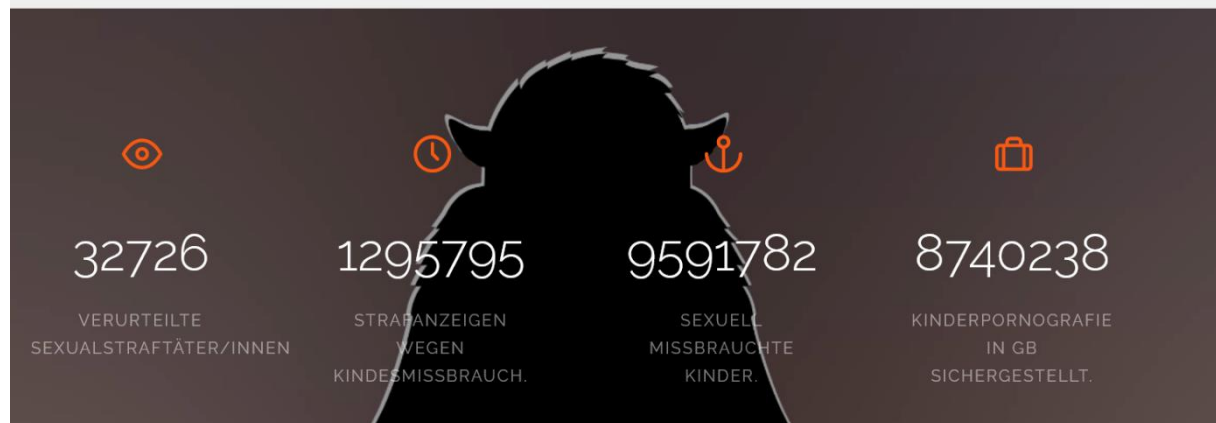 32726
VERURTEILTE
SEXUALSTRAFTÄTER/INNEN
1295795
STRAFANZEIGEN
WEGEN
KINDESMISSBRAUCH.
9591782
SEXUELL
MISSBRAUCHTE
KINDER.
8740238
KINDERPORNOGRAFIE
IN GB
SICHERGESTELLT.